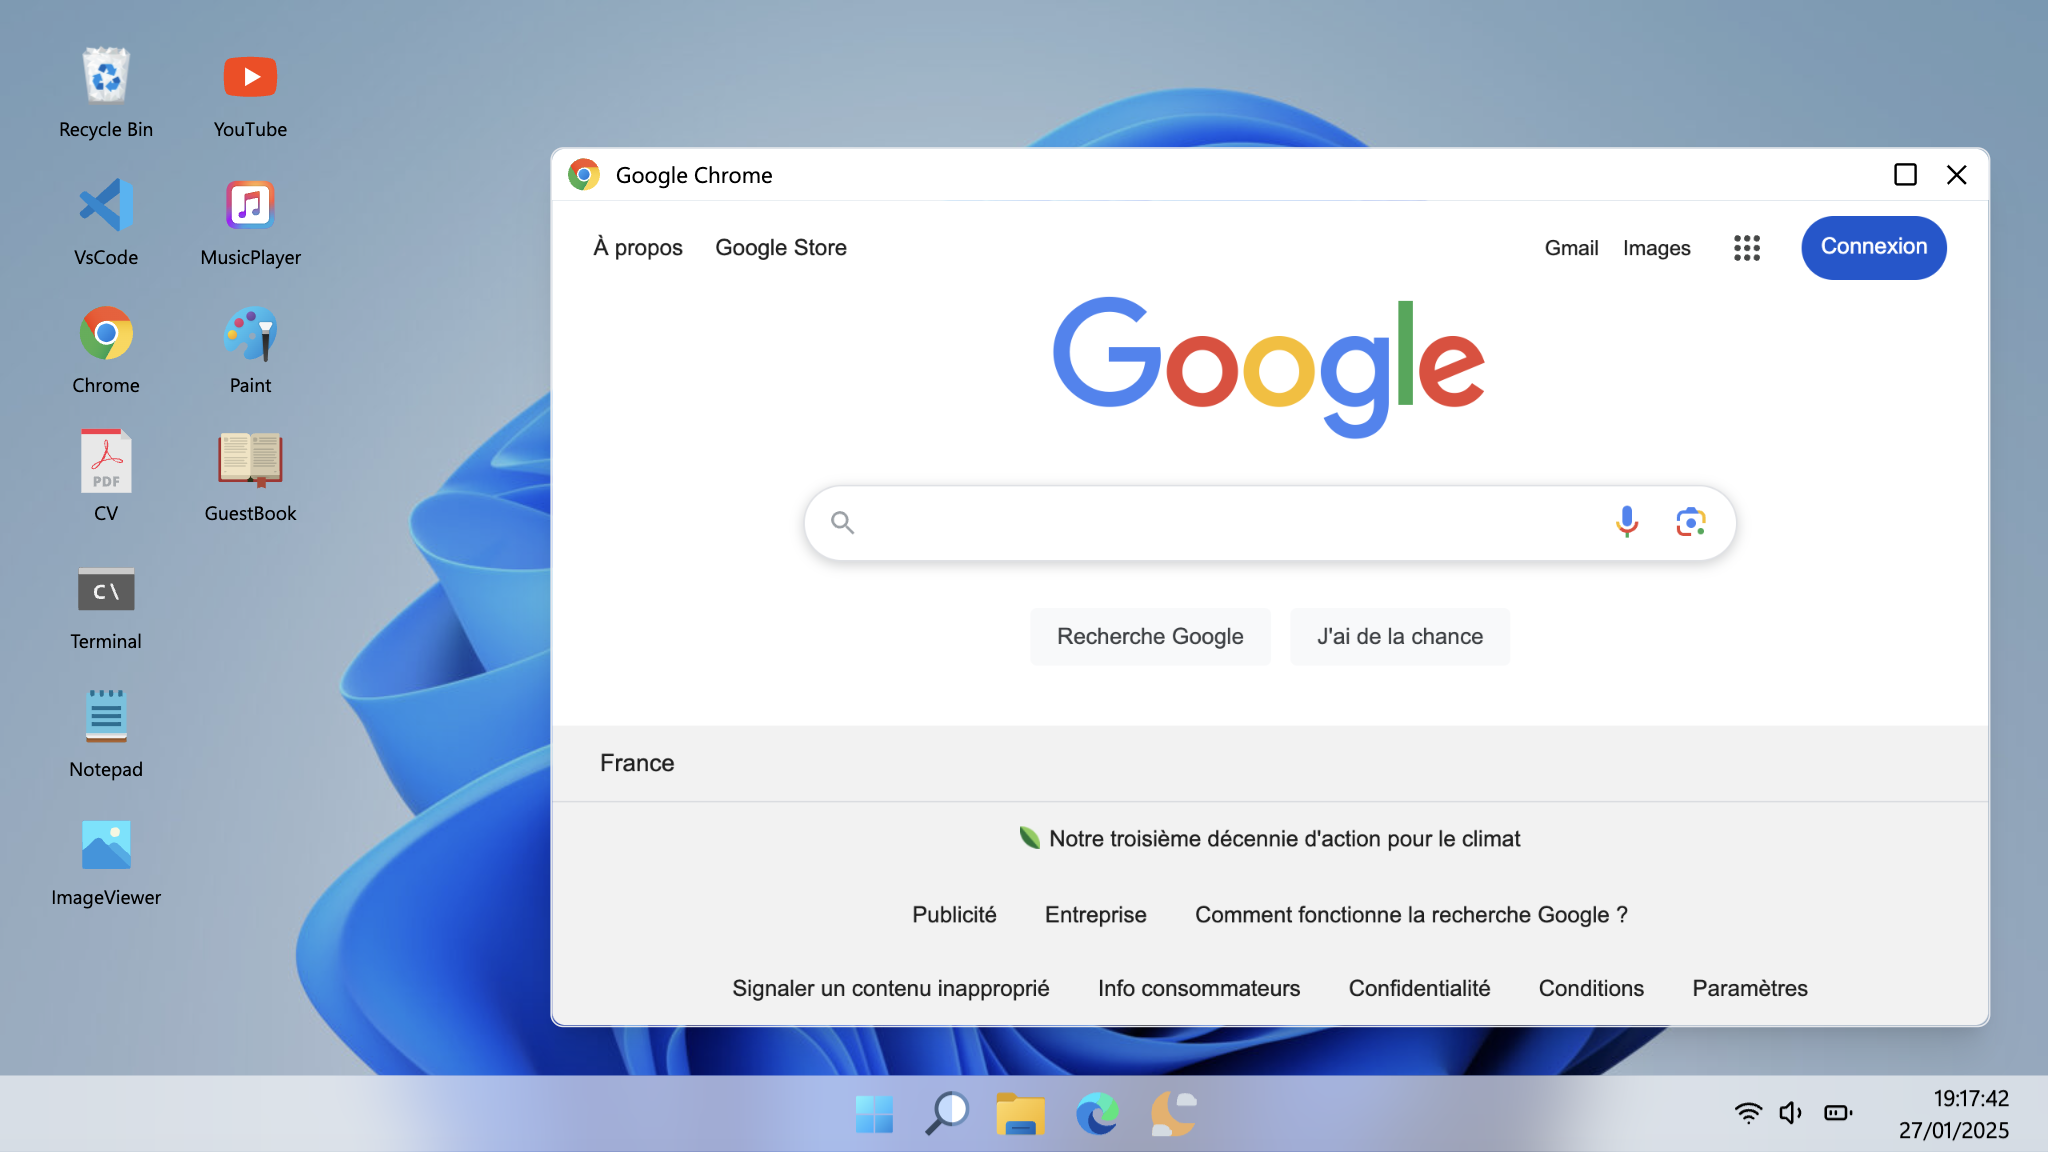 Recycle Bin
YouTube
VsCode
MusicPlayer
Chrome
Paint
PDF
CV
GuestBook
C\
Terminal
Notepad
ImageViewer
Google Chrome
À propos
Google Store
Gmail
Images
Connexion
Google
Recherche Google
J'ai de la chance
France
Notre troisième décennie d'action pour le climat
Publicité
Entreprise
Comment fonctionne la recherche Google ?
Signaler un contenu inapproprié
Info consommateurs
Confidentialité
Conditions
Paramètres
19:17:42
27/01/2025